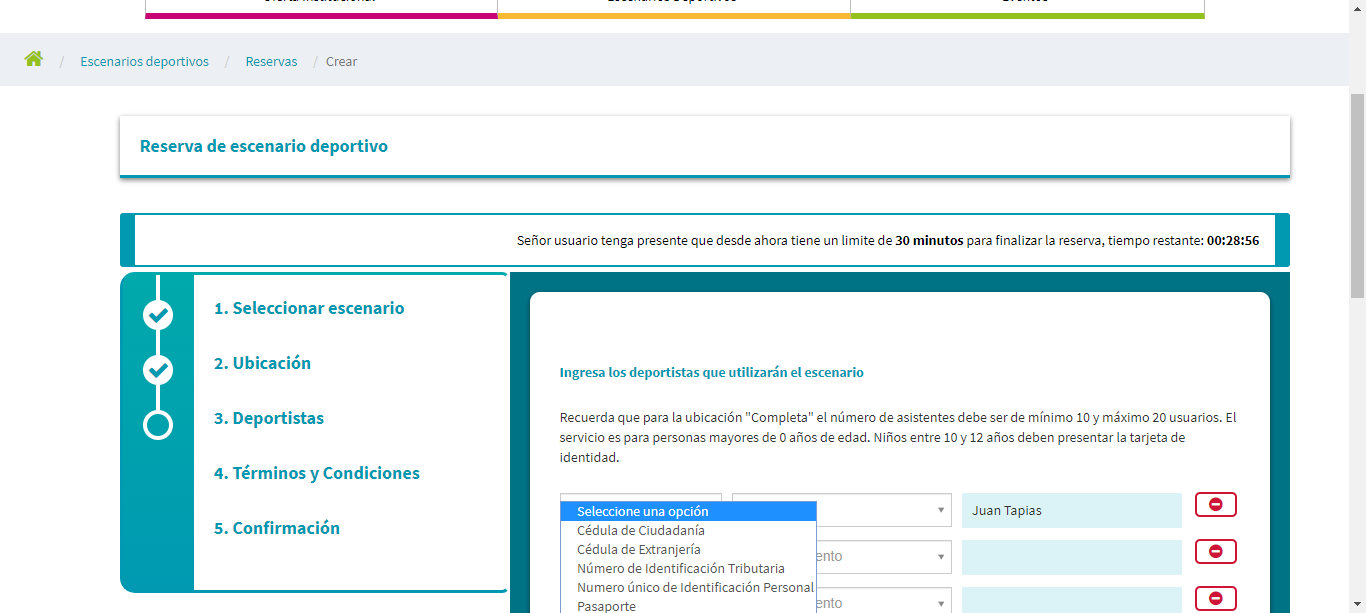 Oferta Institucional
Escenarios Deportivos
Eventos
/ Escenarios deportivos / Reservas / Crear
Reserva de escenario deportivo
Señor usuario tenga presente que desde ahora tiene un limite de 30 minutos para finalizar la reserva, tiempo restante: 00:28:56
1. Seleccionar escenario
2. Ubicación
3. Deportistas
4. Términos y Condiciones
5. Confirmación
Ingresa los deportistas que utilizarán el escenario
Recuerda que para la ubicación "Completa" el número de asistentes debe ser de mínimo 10 y máximo 20 usuarios. El
servicio es para personas mayores de 0 años de edad. Niños entre 10 y 12 años deben presentar la tarjeta de
identidad.
Juan Tapias
Seleccione una opción
Cédula de Ciudadanía
Cédula de Extranjería
ento
Número de Identificación Tributaria
Numero único de Identificación Personal
ento
Pasaporte